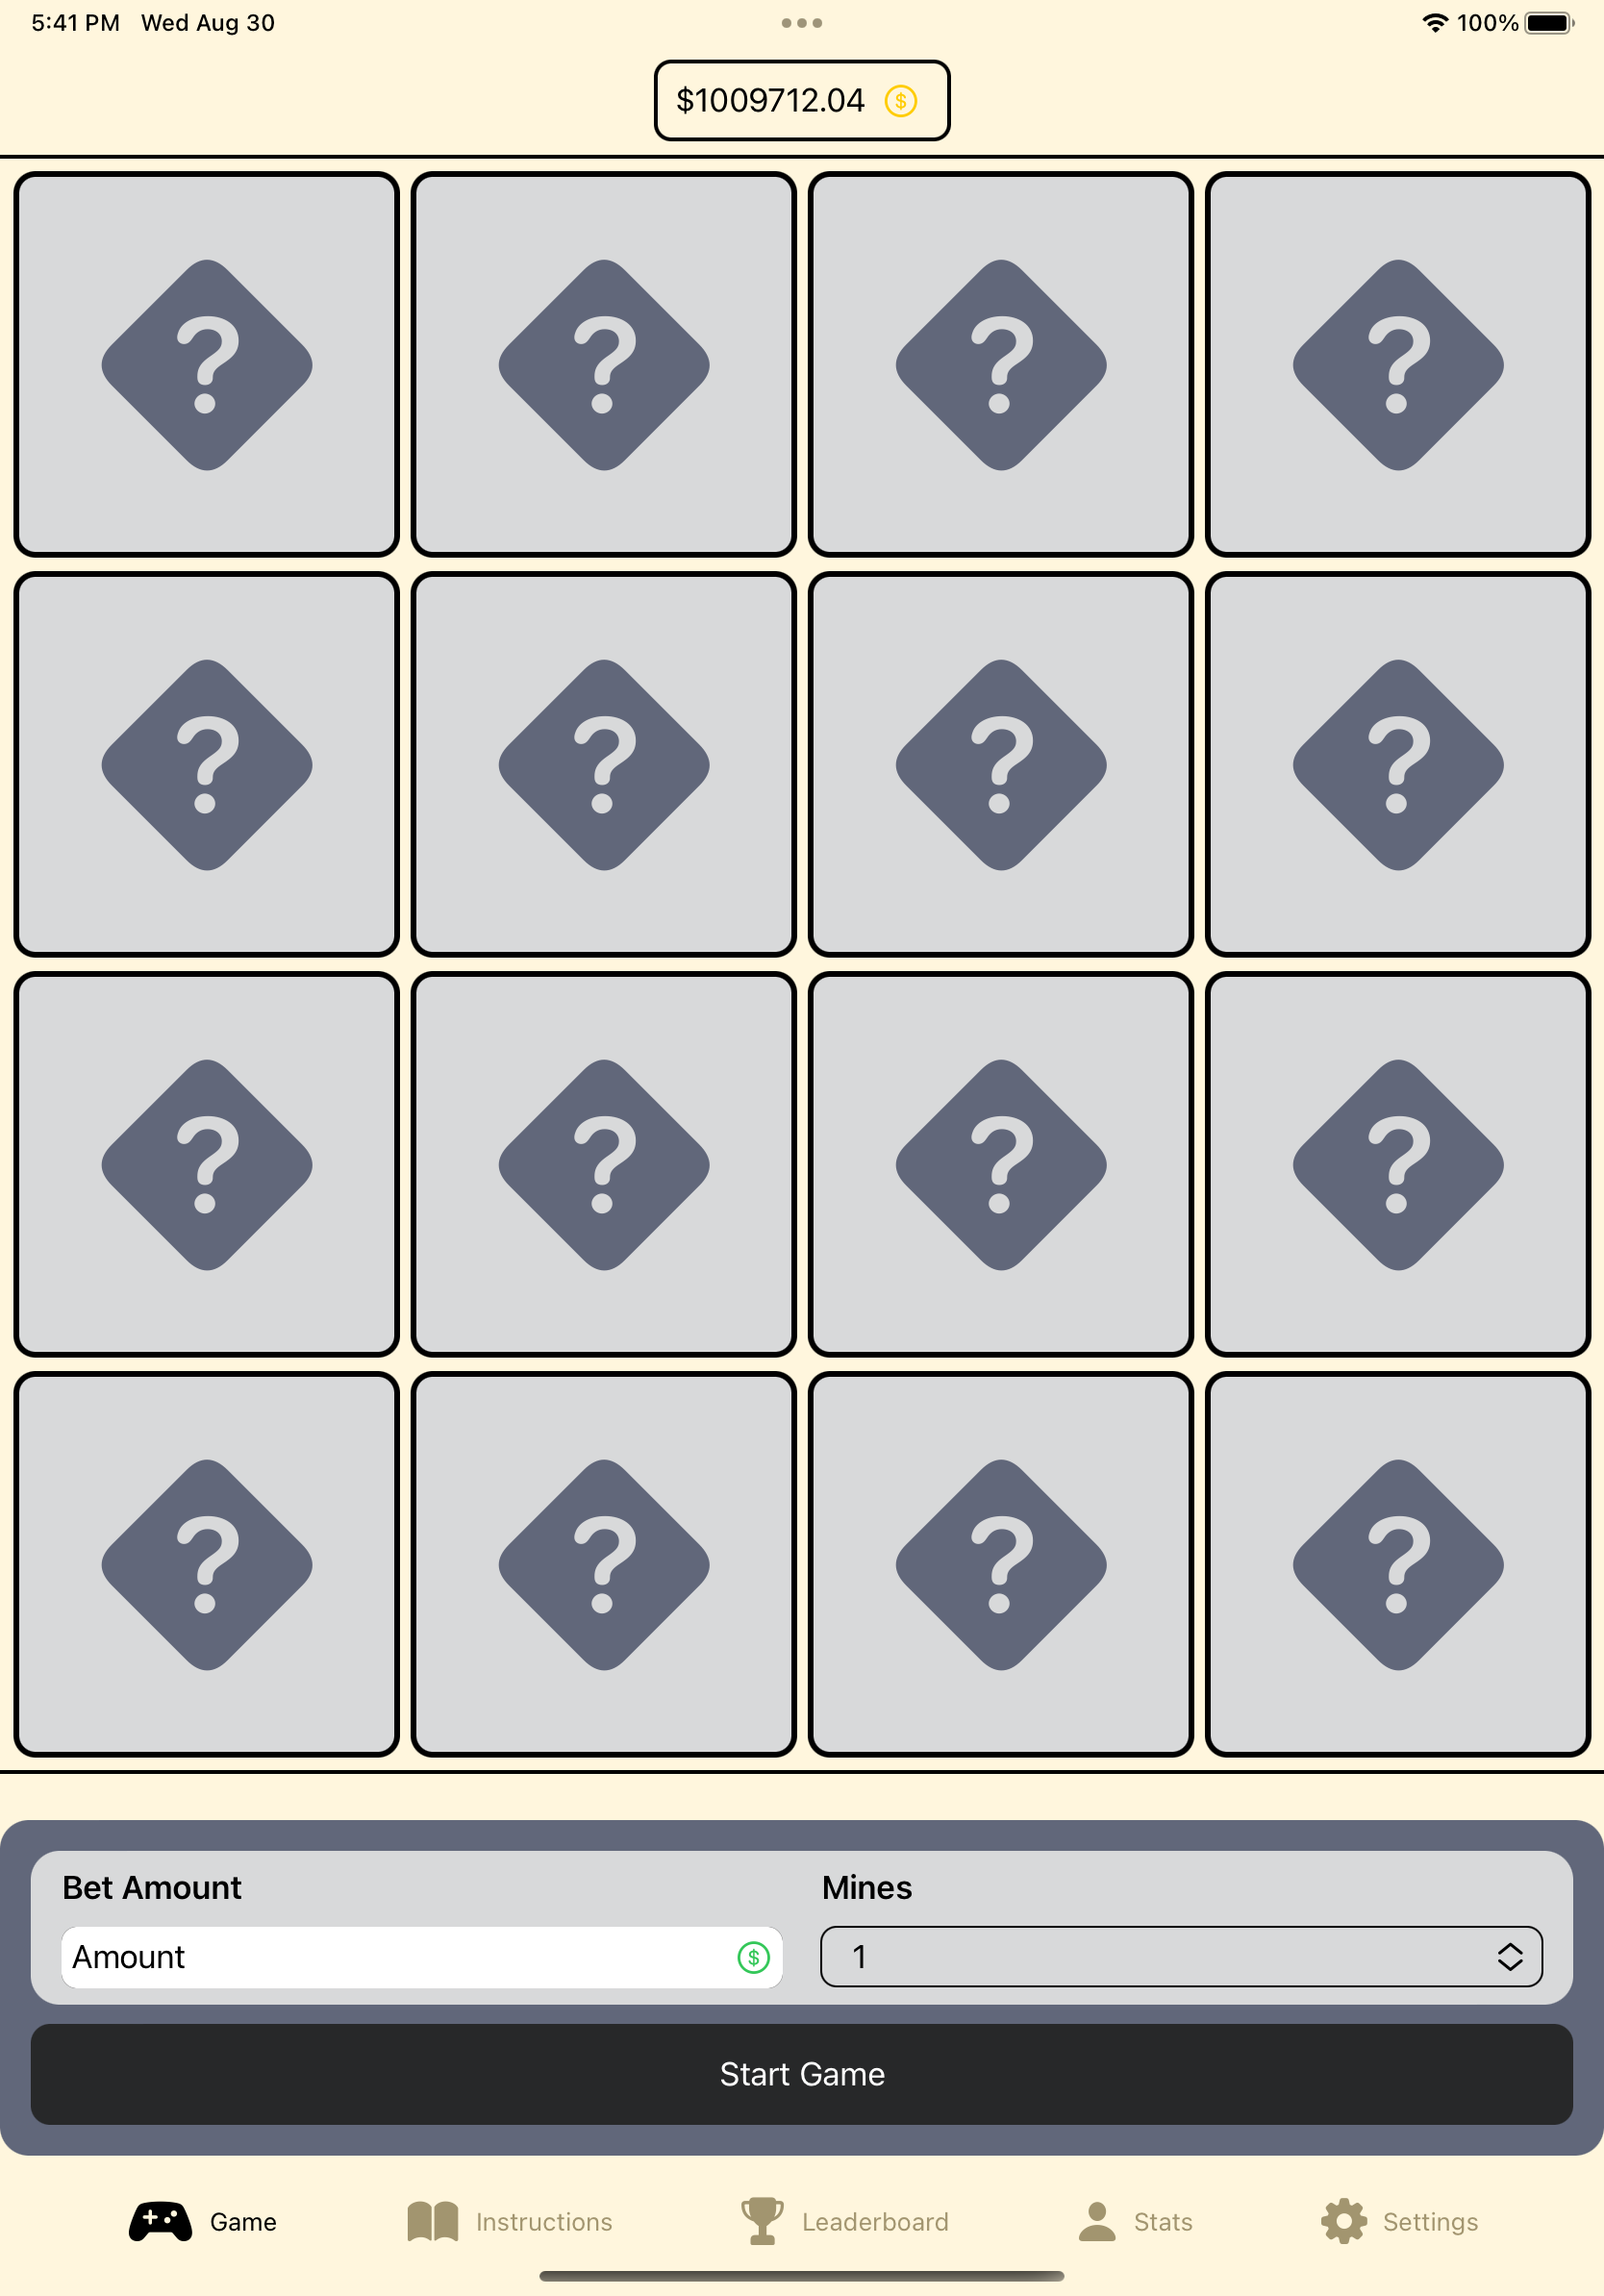 5:41 PM Wed Aug 30 100%
$1009712.04 $
? ? ? ?
? ? ? ?
? ? ? ?
? ? ? ?
Bet Amount Mines
Amount $ 1
Start Game
Game Instructions Leaderboard Stats Settings